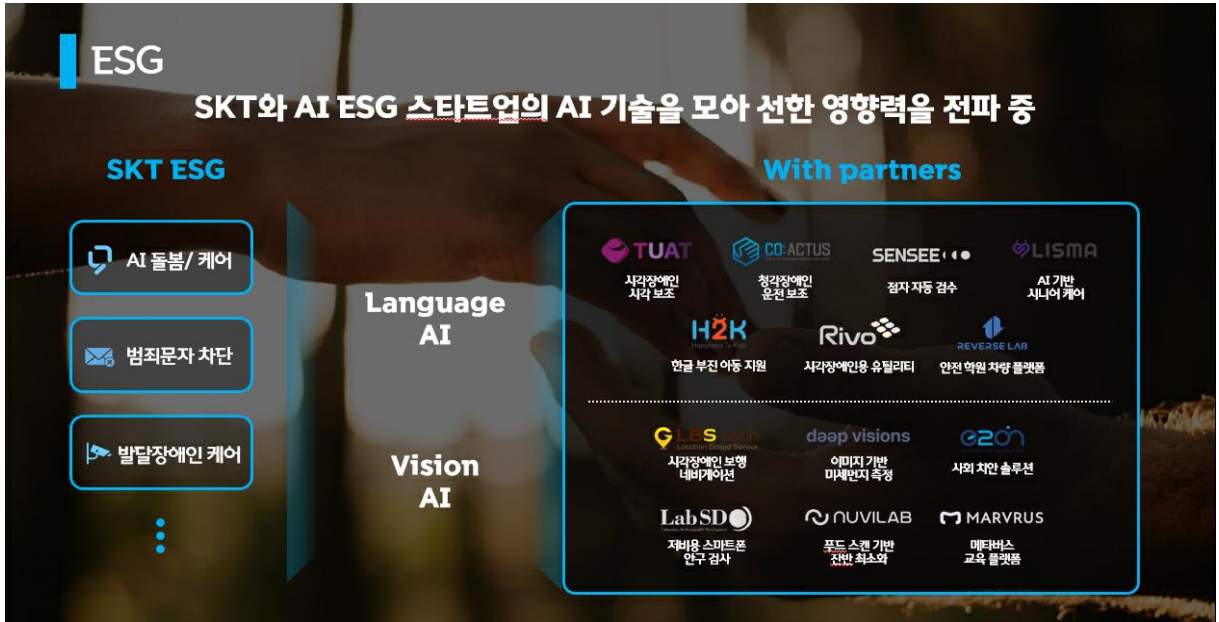 ESG
SKT와 AI ESG 스타트업의 AI 기술을 모아 선한 영향력을 전파 중
SKT ESG
AI 돌봄/ 케어
범죄문자 차단
발달장애인 케어
Language
AI
Vision
AI
With partners
TUAT
시각장애인
시각 보조
CO:ACTUS
청각장애인
운전 보조
SENSEE
점자 자동 검수
LISMA
AI 기반
시니어 케어
H2K
Happiness To Kids
한글 부진 아동 지원
Rivo
시각장애인용 유틸리티
REVERSE LAB
안전 학원 차량 플랫폼
GLBS tech
Location Based Service
시각장애인 보행
네비게이션
deep visions
이미지 기반
미세먼지 측정
e2on
사회 치안 솔루션
LabSD
저비용 스마트폰
안구 검사
NUVILAB
푸드 스캔 기반
잔반 최소화
MARVRUS
메타버스
교육 플랫폼